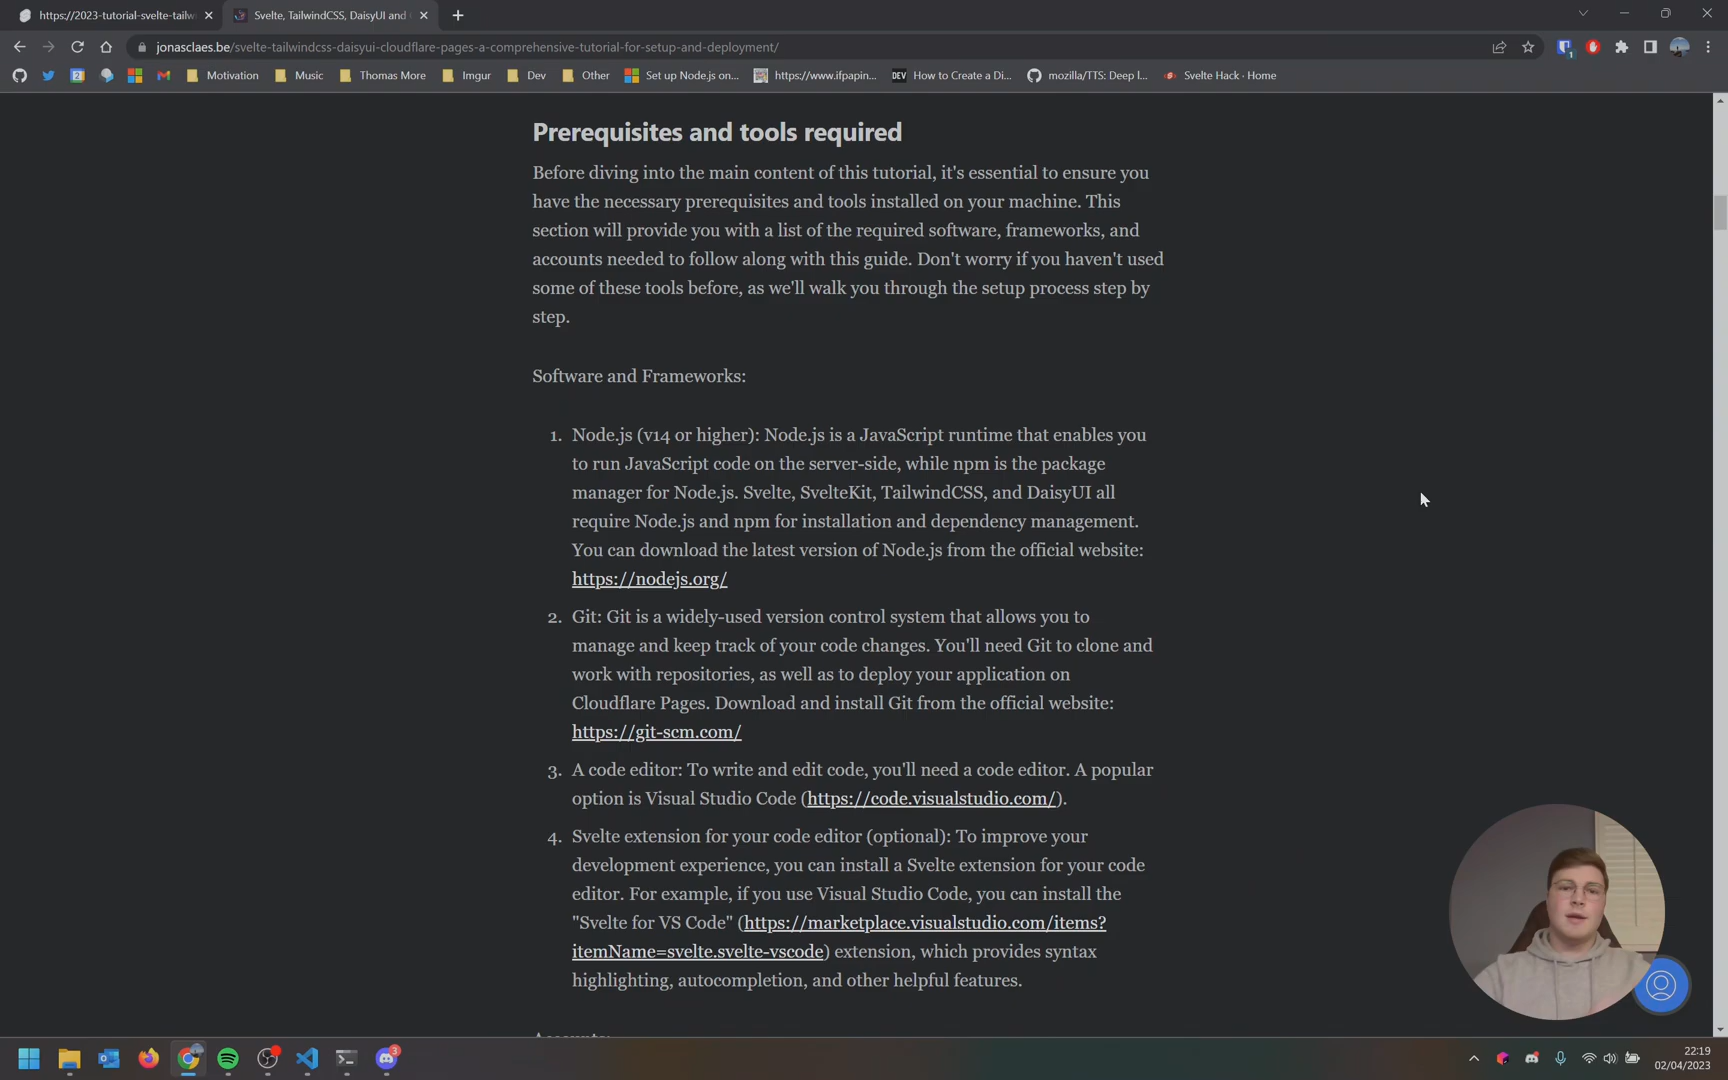 https://2023-tutorial-svelte-tailw
Svelte, TailwindCSS, DaisyUI and
jonasclaes.be/svelte-tailwindcss-daisyui-cloudflare-pages-a-comprehensive-tutorial-for-setup-and-deployment/
Motivation
Music
Thomas More
Imgur
Dev
Other
Set up Node.js on...
https://www.ifpapin...
DEV
How to Create a Di...
mozilla/TTS: Deep l...
Svelte Hack · Home
Prerequisites and tools required
Before diving into the main content of this tutorial, it's essential to ensure you
have the necessary prerequisites and tools installed on your machine. This
section will provide you with a list of the required software, frameworks, and
accounts needed to follow along with this guide. Don't worry if you haven't used
some of these tools before, as we'll walk you through the setup process step by
step.
Software and Frameworks:
1. Node.js (v14 or higher): Node.js is a JavaScript runtime that enables you
to run JavaScript code on the server-side, while npm is the package
manager for Node.js. Svelte, SvelteKit, TailwindCSS, and DaisyUI all
require Node.js and npm for installation and dependency management.
You can download the latest version of Node.js from the official website:
https://nodejs.org/
2. Git: Git is a widely-used version control system that allows you to
manage and keep track of your code changes. You'll need Git to clone and
work with repositories, as well as to deploy your application on
Cloudflare Pages. Download and install Git from the official website:
https://git-scm.com/
3. A code editor: To write and edit code, you'll need a code editor. A popular
option is Visual Studio Code (https://code.visualstudio.com/).
4. Svelte extension for your code editor (optional): To improve your
development experience, you can install a Svelte extension for your code
editor. For example, if you use Visual Studio Code, you can install the
"Svelte for VS Code" (https://marketplace.visualstudio.com/items?
itemName=svelte.svelte-vscode) extension, which provides syntax
highlighting, autocompletion, and other helpful features.
22:19
02/04/2023